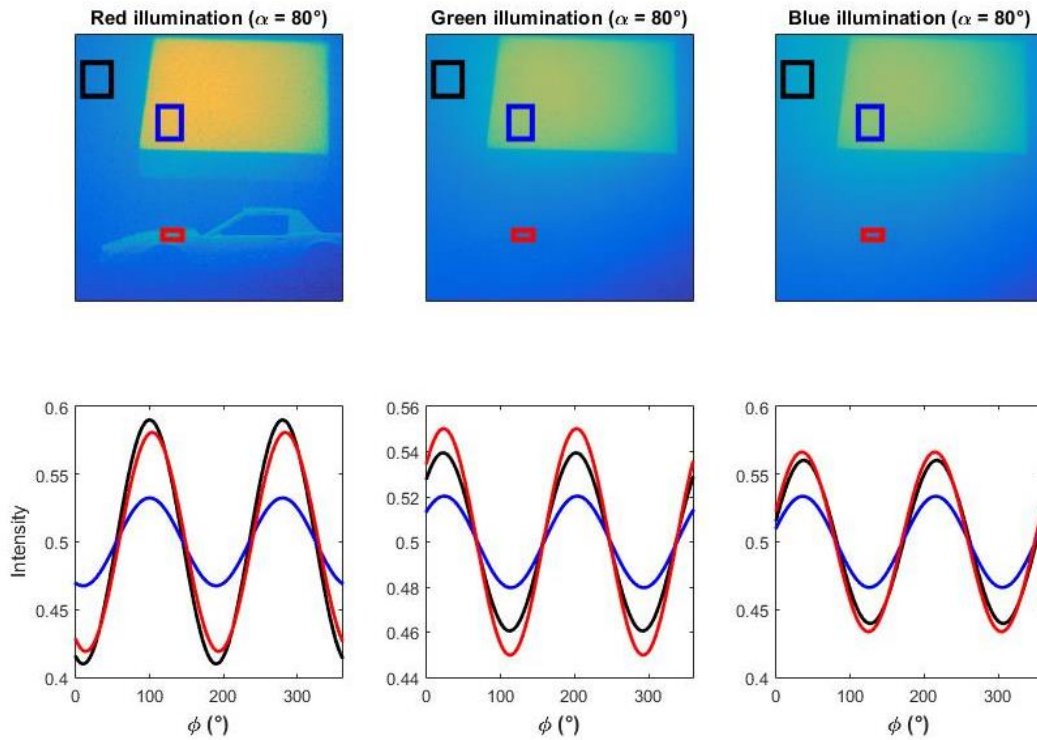 Red illumination (α = 80°)
Green illumination (α = 80°)
Blue illumination (α = 80°)
0.6
0.55
0.5
0.45
0.4
Intensity
0 100 200 300
ϕ (°)
0.56
0.54
0.52
0.5
0.48
0.46
0.44
0 100 200 300
ϕ (°)
0.6
0.55
0.5
0.45
0.4
0 100 200 300
ϕ (°)